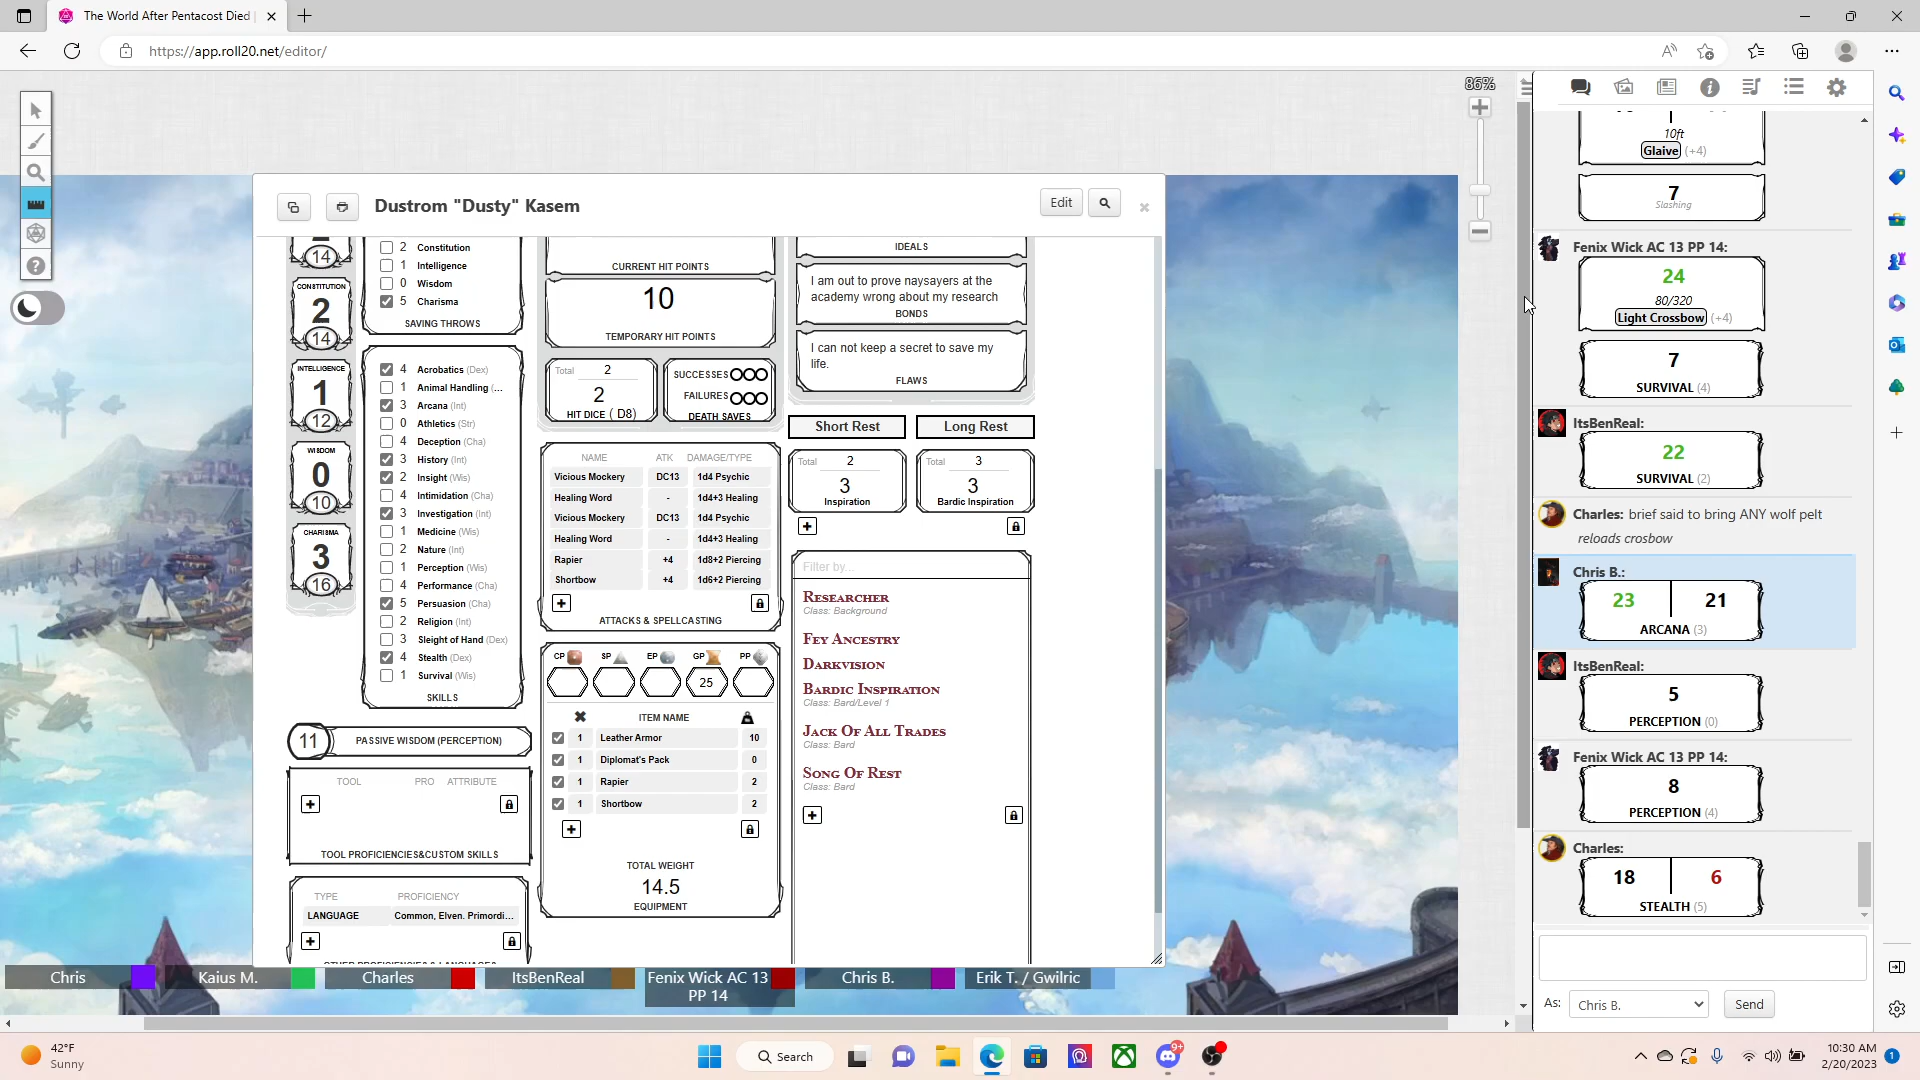 The World After Pentacost Died
https://app.roll20.net/editor/
86%
Dustrom "Dusty" Kasem
Edit
14
CONSTITUTION
2
14
INTELLIGENCE
1
12
WISDOM
0
10
CHARISMA
3
16
2 Constitution
1 Intelligence
0 Wisdom
5 Charisma
SAVING THROWS
4 Acrobatics (Dex)
1 Animal Handling (...
3 Arcana (Int)
0 Athletics (Str)
4 Deception (Cha)
3 History (Int)
2 Insight (Wis)
4 Intimidation (Cha)
3 Investigation (Int)
1 Medicine (Wis)
2 Nature (Int)
1 Perception (Wis)
4 Performance (Cha)
5 Persuasion (Cha)
2 Religion (Int)
3 Sleight of Hand (Dex)
4 Stealth (Dex)
1 Survival (Wis)
SKILLS
11 PASSIVE WISDOM (PERCEPTION)
TOOL PRO ATTRIBUTE
TOOL PROFICIENCIES&CUSTOM SKILLS
TYPE PROFICIENCY
LANGUAGE Common, Elven. Primordi...
CURRENT HIT POINTS
10
TEMPORARY HIT POINTS
Total 2
2
HIT DICE ( D8)
SUCCESSES
FAILURES
DEATH SAVES
NAME ATK DAMAGE/TYPE
Vicious Mockery DC13 1d4 Psychic
Healing Word - 1d4+3 Healing
Vicious Mockery DC13 1d4 Psychic
Healing Word - 1d4+3 Healing
Rapier +4 1d8+2 Piercing
Shortbow +4 1d6+2 Piercing
ATTACKS & SPELLCASTING
CP SP EP GP PP
25
ITEM NAME
1 Leather Armor 10
1 Diplomat's Pack 0
1 Rapier 2
1 Shortbow 2
TOTAL WEIGHT
14.5
EQUIPMENT
IDEALS
I am out to prove naysayers at the
academy wrong about my research
BONDS
I can not keep a secret to save my
life.
FLAWS
Short Rest
Long Rest
Total 2
3
Inspiration
Total 3
3
Bardic Inspiration
Filter by...
RESEARCHER
Class: Background
FEY ANCESTRY
DARKVISION
BARDIC INSPIRATION
Class: Bard/Level 1
JACK OF ALL TRADES
Class: Bard
SONG OF REST
Class: Bard
10ft
Glaive (+4)
7
Slashing
Fenix Wick AC 13 PP 14:
24
80/320
Light Crossbow (+4)
7
SURVIVAL (4)
ItsBenReal:
22
SURVIVAL (2)
Charles: brief said to bring ANY wolf pelt
reloads crosbow
Chris B.:
23 21
ARCANA (3)
ItsBenReal:
5
PERCEPTION (0)
Fenix Wick AC 13 PP 14:
8
PERCEPTION (4)
Charles:
18 6
STEALTH (5)
As: Chris B. Send
Chris
Kaius M.
Charles
ItsBenReal
Fenix Wick AC 13
PP 14
Chris B.
Erik T. / Gwilric
42°F
Sunny
Search
9+
10:30 AM
2/20/2023
1